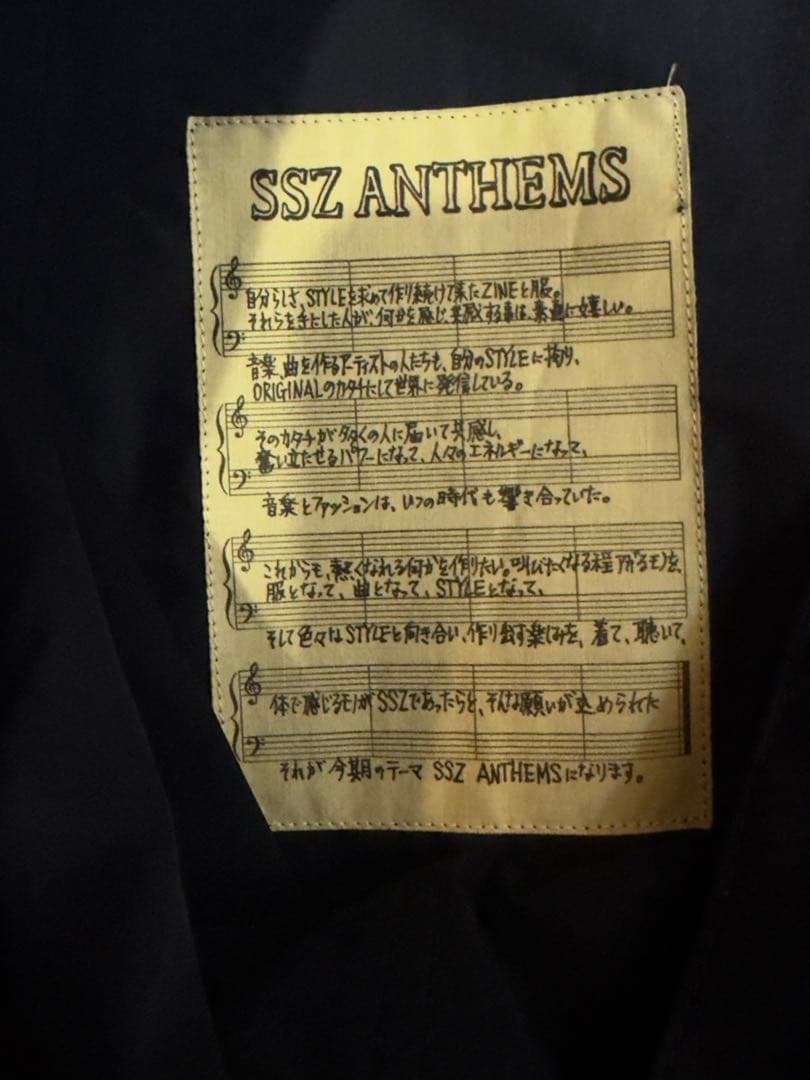 SSZ ANTHEMS
自分らしさ、STYLEを求めて作り続けて来たZINEと服。
それらを手にした人が、何かを感じ、共感する事は、素直に嬉しい。
音楽、曲を作るアーティストの人たちも、自分のSTYLEに拘り、
ORIGINALのカタチにして世界に発信している。
そのカタチが多くの人に届いて共感し、
奮い立たせるパワーになって、人々のエネルギーになって、
音楽とファッションは、いつの時代も響き合っていた。
これからも、熱くなれる何かを作りたい。叫びたくなる程アガるモノを、
服となって、曲となって、STYLEとなって、
そして色々なSTYLEと向き合い、作り出す楽しみを、着て、聴いて、
体で感じるモノがSSZであったらと、そんな願いが込められた
それが今期のテーマ SSZ ANTHEMSになります。